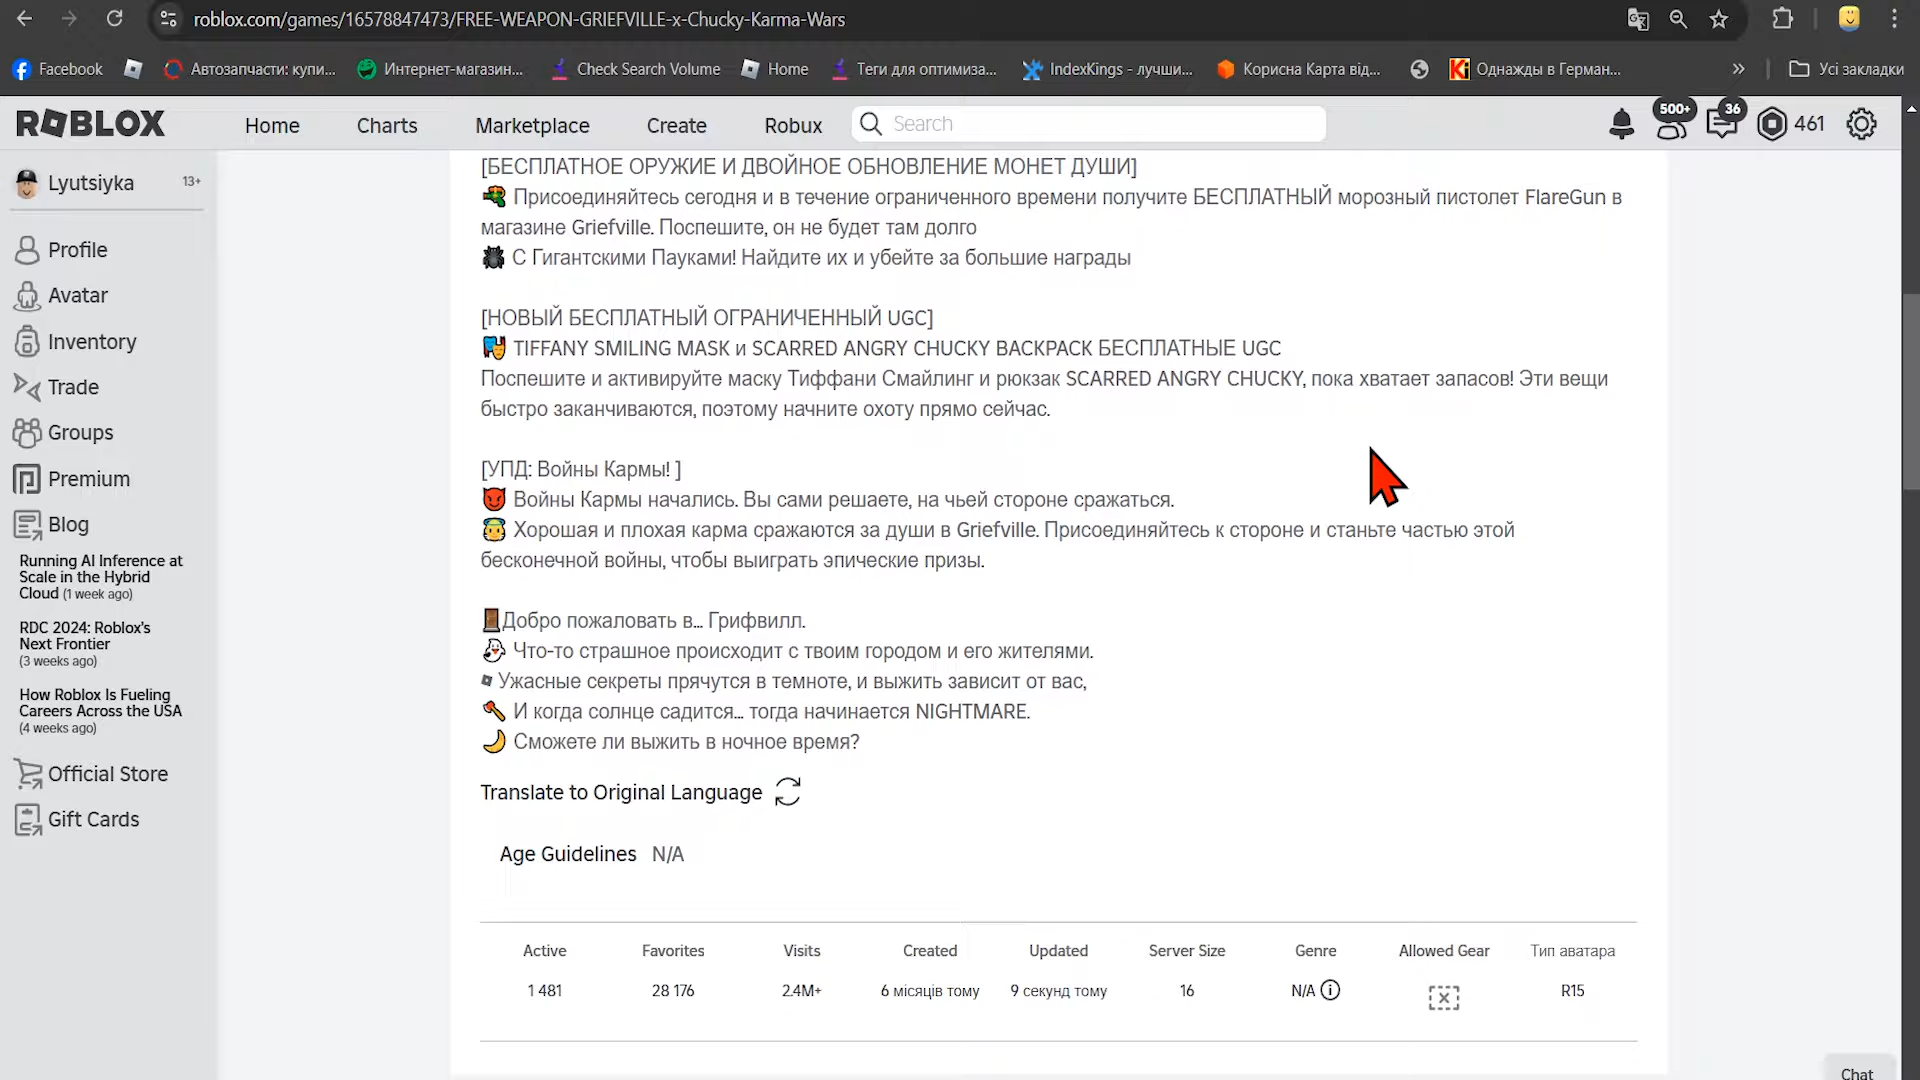 roblox.com/games/16578847473/FREE-WEAPON-GRIEFVILLE-x-Chucky-Karma-Wars
Facebook
Автозапчасти: купи...
Интернет-магазин...
Check Search Volume
Home
Теги для оптимиза...
IndexKings - лучши...
Корисна Карта від...
Ki
Однажды в Герман...
»
Усі закладки
ROBLOX
Home
Charts
Marketplace
Create
Robux
Search
500+
36
461
Lyutsiyka
13+
Profile
Avatar
Inventory
Trade
Groups
Premium
Blog
Running AI Inference at
Scale in the Hybrid
Cloud (1 week ago)
RDC 2024: Roblox's
Next Frontier
(3 weeks ago)
How Roblox Is Fueling
Careers Across the USA
(4 weeks ago)
Official Store
Gift Cards
[БЕСПЛАТНОЕ ОРУЖИЕ И ДВОЙНОЕ ОБНОВЛЕНИЕ МОНЕТ ДУШИ]
Присоединяйтесь сегодня и в течение ограниченного времени получите БЕСПЛАТНЫЙ морозный пистолет FlareGun в
магазине Griefville. Поспешите, он не будет там долго
С Гигантскими Пауками! Найдите их и убейте за большие награды
[НОВЫЙ БЕСПЛАТНЫЙ ОГРАНИЧЕННЫЙ UGC]
TIFFANY SMILING MASK и SCARRED ANGRY CHUCKY BACKPACK БЕСПЛАТНЫЕ UGC
Поспешите и активируйте маску Тиффани Смайлинг и рюкзак SCARRED ANGRY CHUCKY, пока хватает запасов! Эти вещи
быстро заканчиваются, поэтому начните охоту прямо сейчас.
[УПД: Войны Кармы! ]
Войны Кармы начались. Вы сами решаете, на чьей стороне сражаться.
Хорошая и плохая карма сражаются за души в Griefville. Присоединяйтесь к стороне и станьте частью этой
бесконечной войны, чтобы выиграть эпические призы.
Добро пожаловать в... Грифвилл.
Что-то страшное происходит с твоим городом и его жителями.
Ужасные секреты прячутся в темноте, и выжить зависит от вас,
И когда солнце садится... тогда начинается NIGHTMARE.
Сможете ли выжить в ночное время?
Translate to Original Language
Age Guidelines N/A
Active Favorites Visits Created Updated Server Size Genre Allowed Gear Тип аватара
1 481 28 176 2.4M+ 6 місяців тому 9 секунд тому 16 N/A R15
Chat